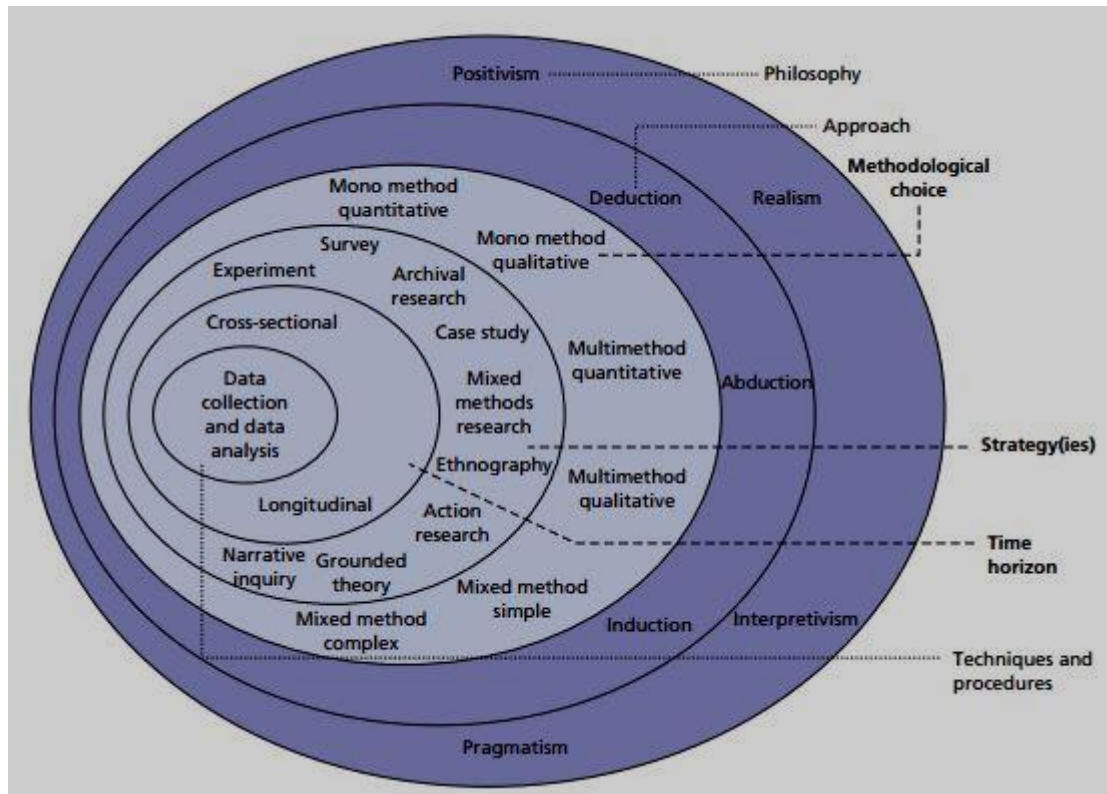 Positivism
Philosophy
Approach
Methodological
choice
Deduction
Realism
Mono method
quantitative
Mono method
qualitative
Survey
Experiment
Archival
research
Cross-sectional
Case study
Multimethod
quantitative
Data
collection
and data
analysis
Mixed
methods
research
Abduction
Strategy(ies)
Ethnography
Multimethod
qualitative
Longitudinal
Action
research
Time
horizon
Narrative
inquiry
Grounded
theory
Mixed method
simple
Mixed method
complex
Induction
Interpretivism
Techniques and
procedures
Pragmatism